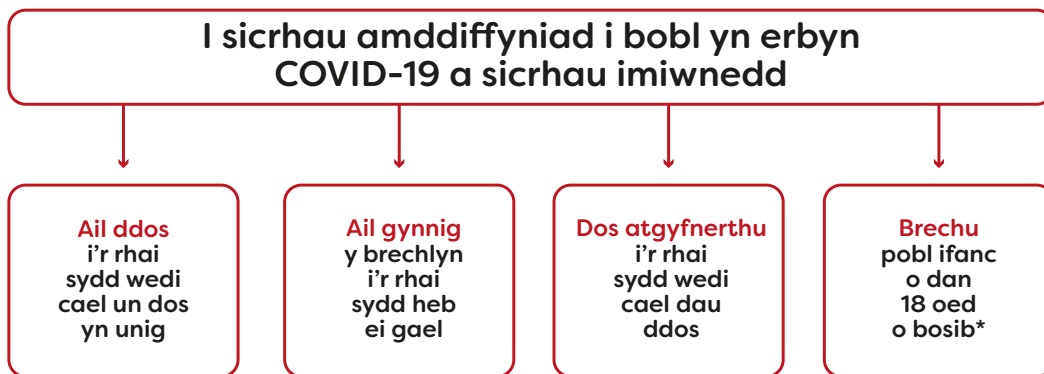 I sicrhau amddiffyniad i bobl yn erbyn
COVID-19 a sicrhau imiwnedd
Ail ddos
i'r rhai
sydd wedi
cael un dos
yn unig
Ail gynnig
y brechlyn
i'r rhai
sydd heb
ei gael
Dos atgyfnerthu
i'r rhai
sydd wedi
cael dau
ddos
Brechu
pobl ifanc
o dan
18 oed
o bosib*